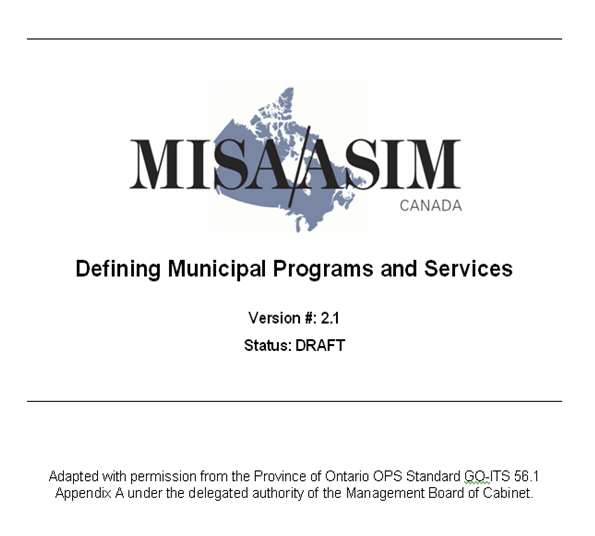 MISA/ASIM
CANADA
Defining Municipal Programs and Services
Version #: 2.1
Status: DRAFT
Adapted with permission from the Province of Ontario OPS Standard GO-ITS 56.1
Appendix A under the delegated authority of the Management Board of Cabinet.